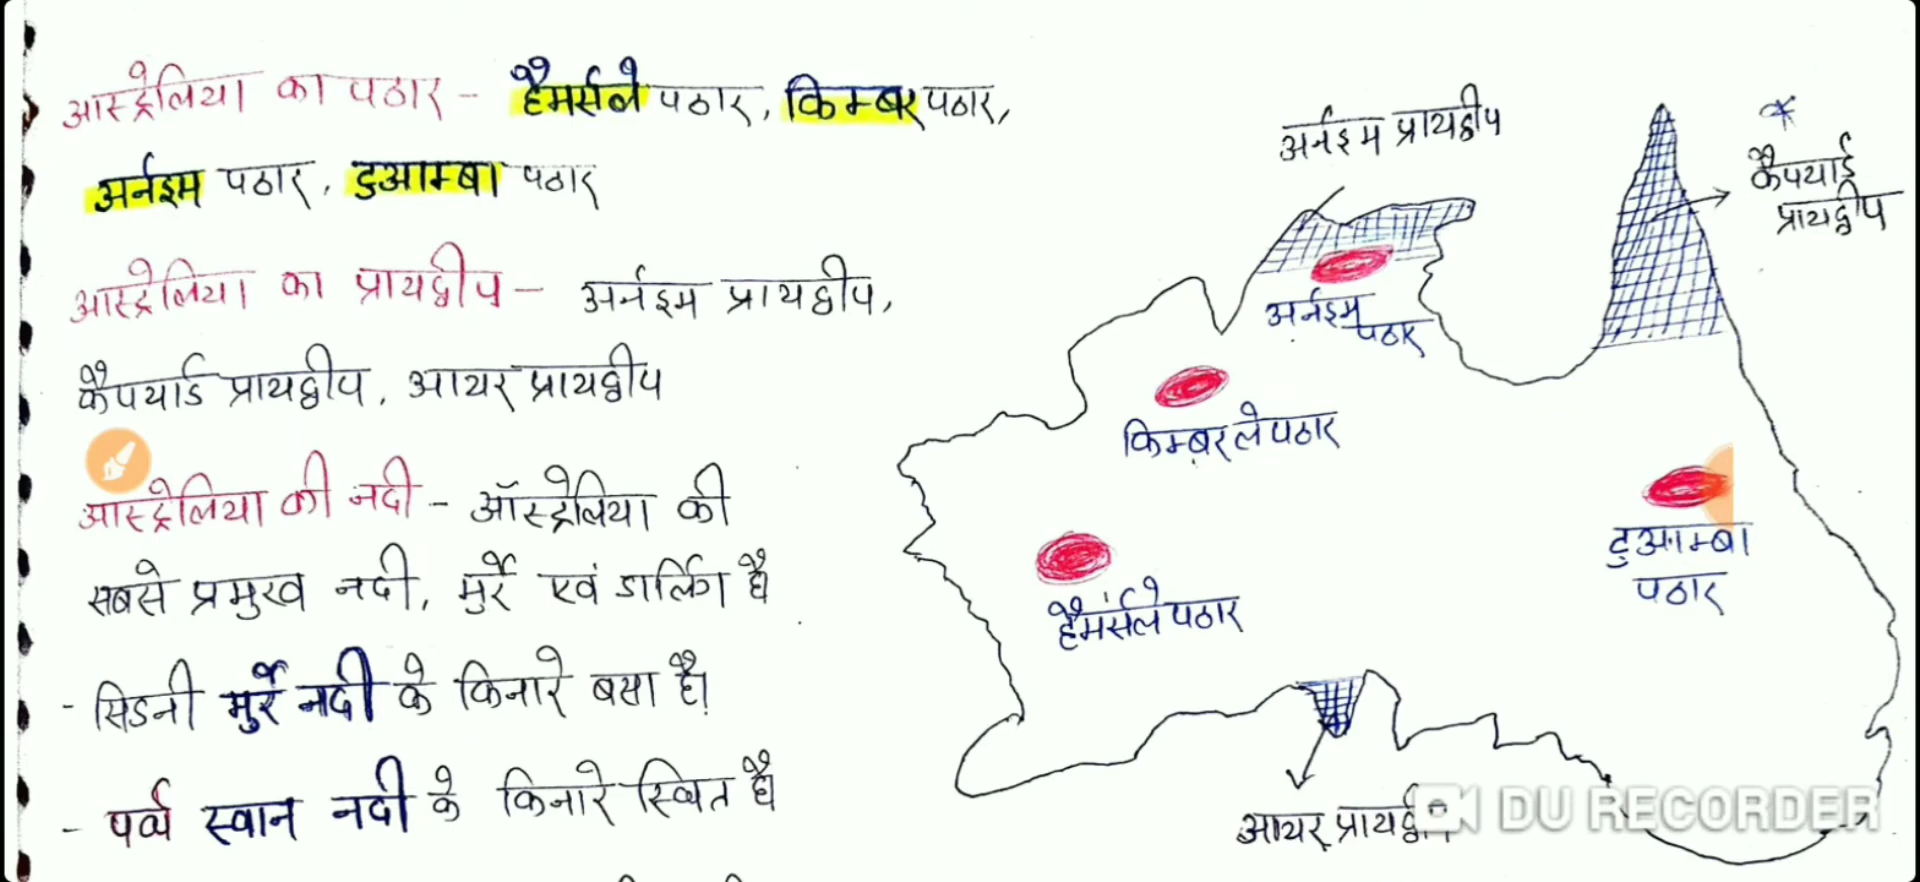 आस्ट्रेलिया का पठार - हैमर्सले पठार, किम्बर पठार,
अर्नहम पठार, टुआम्बा पठार
आस्ट्रेलिया का प्रायद्वीप - अर्नहम प्रायद्वीप,
कैपयार्ड प्रायद्वीप, आयर प्रायद्वीप
आस्ट्रेलिया की नदी - ऑस्ट्रेलिया की
सबसे प्रमुख नदी, मुर्रे एवं डार्लिंग है
- सिडनी मुर्रे नदी के किनारे बसा है।
- पर्थ स्वान नदी के किनारे स्थित है
अर्नहम प्रायद्वीप
कैपयार्ड
प्रायद्वीप
अर्नहम
पठार
किम्बरले पठार
टुआम्बा
पठार
हैमर्सले पठार
आयर प्रायद्वीप
DU RECORDER